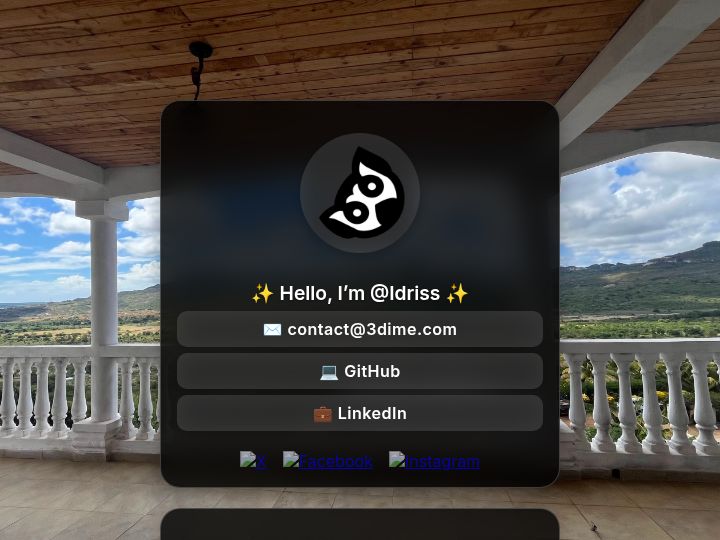 ✨ Hello, I’m @Idriss ✨
✉️ contact@3dime.com
💻 GitHub
💼 LinkedIn
X Facebook Instagram